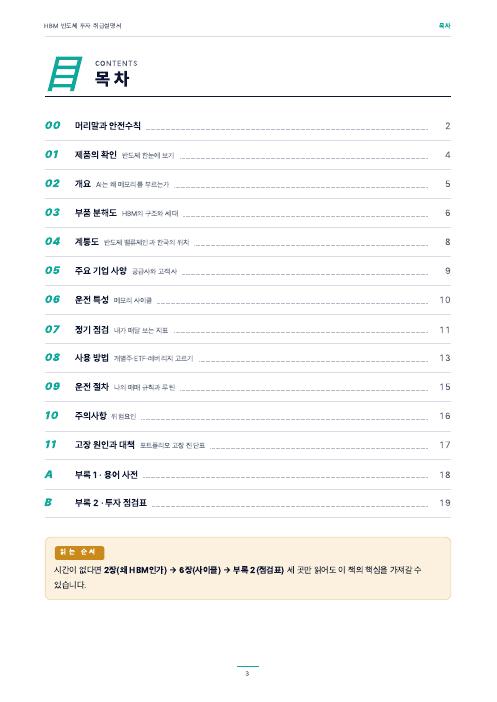 HBM 반도체 투자 취급설명서
목차
目
CONTENTS
목차
00 머리말과 안전수칙 2
01 제품의 확인 반도체 한눈에 보기 4
02 개요 AI는 왜 메모리를 부르는가 5
03 부품 분해도 HBM의 구조와 세대 6
04 계통도 반도체 밸류체인과 한국의 위치 8
05 주요 기업 사양 공급사와 고객사 9
06 운전 특성 메모리 사이클 10
07 정기 점검 내가 매달 보는 지표 11
08 사용 방법 개별주·ETF·레버리지 고르기 13
09 운전 절차 나의 매매 규칙과 루틴 15
10 주의사항 위험요인 16
11 고장 원인과 대책 포트폴리오 고장 진단표 17
A 부록 1 · 용어 사전 18
B 부록 2 · 투자 점검표 19
읽는 순서
시간이 없다면 2장(왜 HBM인가) → 6장(사이클) → 부록 2 (점검표) 세 곳만 읽어도 이 책의 핵심을 가져갈 수
있습니다.
3